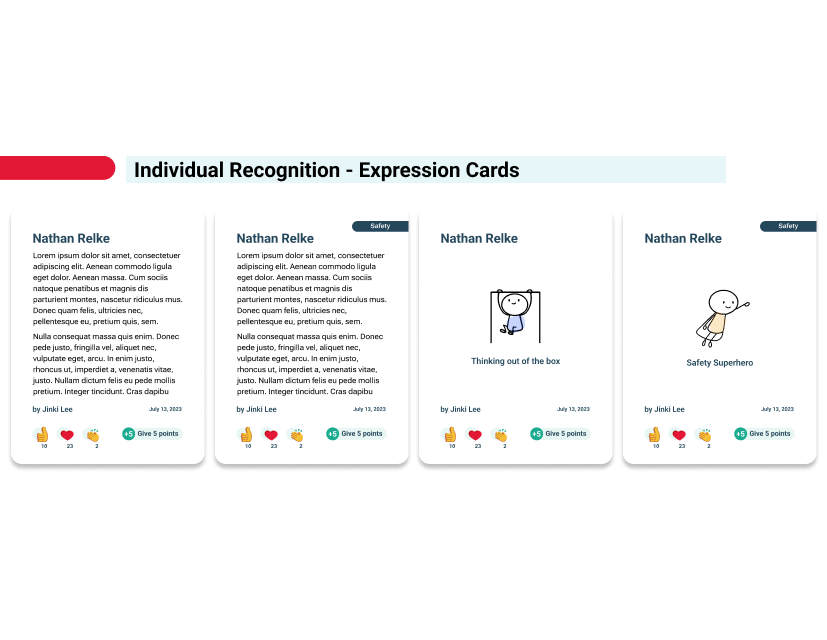 Individual Recognition - Expression Cards
Nathan Relke
Lorem ipsum dolor sit amet, consectetuer
adipiscing elit. Aenean commodo ligula
eget dolor. Aenean massa. Cum sociis
natoque penatibus et magnis dis
parturient montes, nascetur ridiculus mus.
Donec quam felis, ultricies nec,
pellentesque eu, pretium quis, sem.
Nulla consequat massa quis enim. Donec
pede justo, fringilla vel, aliquet nec,
vulputate eget, arcu. In enim justo,
rhoncus ut, imperdiet a, venenatis vitae,
justo. Nullam dictum felis eu pede mollis
pretium. Integer tincidunt. Cras dapibu
by Jinki Lee
July 13, 2023
10
23
2
+5 Give 5 points
Safety
Nathan Relke
Lorem ipsum dolor sit amet, consectetuer
adipiscing elit. Aenean commodo ligula
eget dolor. Aenean massa. Cum sociis
natoque penatibus et magnis dis
parturient montes, nascetur ridiculus mus.
Donec quam felis, ultricies nec,
pellentesque eu, pretium quis, sem.
Nulla consequat massa quis enim. Donec
pede justo, fringilla vel, aliquet nec,
vulputate eget, arcu. In enim justo,
rhoncus ut, imperdiet a, venenatis vitae,
justo. Nullam dictum felis eu pede mollis
pretium. Integer tincidunt. Cras dapibu
by Jinki Lee
July 13, 2023
10
23
2
+5 Give 5 points
Nathan Relke
Thinking out of the box
by Jinki Lee
July 13, 2023
10
23
2
+5 Give 5 points
Safety
Nathan Relke
Safety Superhero
by Jinki Lee
July 13, 2023
10
23
2
+5 Give 5 points